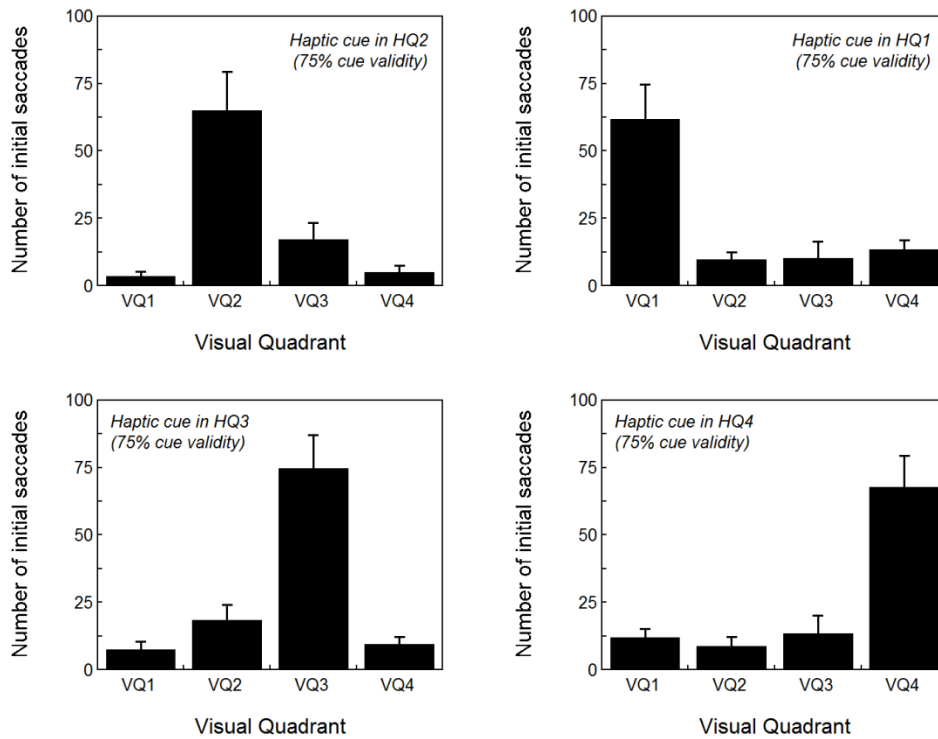 100
75
50
25
0
Number of initial saccades
Haptic cue in HQ2
(75% cue validity)
VQ1 VQ2 VQ3 VQ4
Visual Quadrant
100
75
50
25
0
Number of initial saccades
Haptic cue in HQ1
(75% cue validity)
VQ1 VQ2 VQ3 VQ4
Visual Quadrant
100
75
50
25
0
Number of initial saccades
Haptic cue in HQ3
(75% cue validity)
VQ1 VQ2 VQ3 VQ4
Visual Quadrant
100
75
50
25
0
Number of initial saccades
Haptic cue in HQ4
(75% cue validity)
VQ1 VQ2 VQ3 VQ4
Visual Quadrant